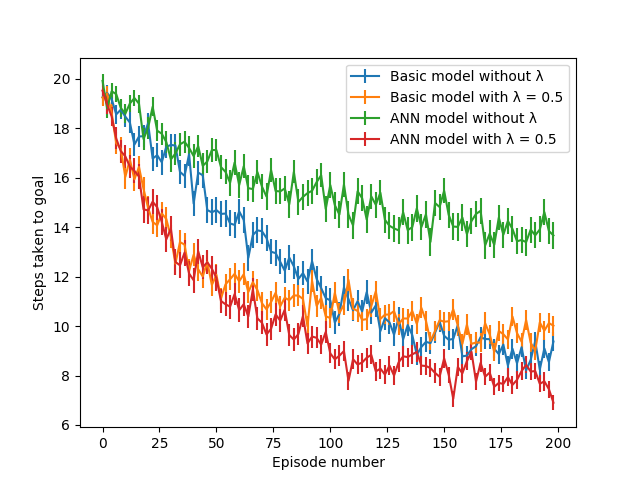 20
18
16
14
12
10
8
6
Steps taken to goal
Basic model without λ
Basic model with λ = 0.5
ANN model without λ
ANN model with λ = 0.5
0 25 50 75 100 125 150 175 200
Episode number